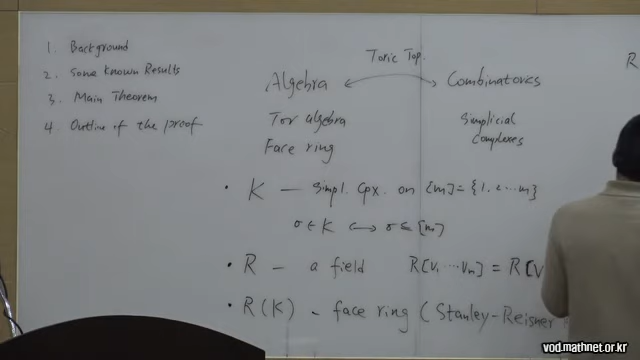 1. Background
2. Some Known Results
3. Main Theorem
4 Outline of the proof
Toric Top.
Algebra Combinatorics
Tor algebra
Face ring
Simplicial
Complexes
• K — Simpl. Cpx. on [m] = {1, ... m}
σ ∈ K ⟷ σ ⊆ [m]
• R — a field R[v₁ ... vₘ] = R[v
• R(K) - face ring (Stanley-Reisner
R
vod.mathnet.or.kr